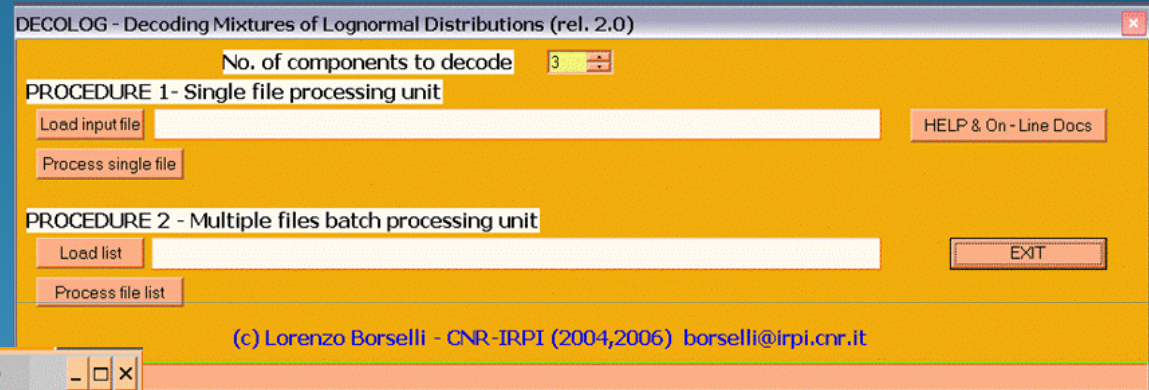 DECOLOG - Decoding Mixtures of Lognormal Distributions (rel. 2.0)
No. of components to decode 3
PROCEDURE 1- Single file processing unit
Load input file
HELP & On - Line Docs
Process single file
PROCEDURE 2 - Multiple files batch processing unit
Load list
EXIT
Process file list
(c) Lorenzo Borselli - CNR-IRPI (2004,2006) borselli@irpi.cnr.it